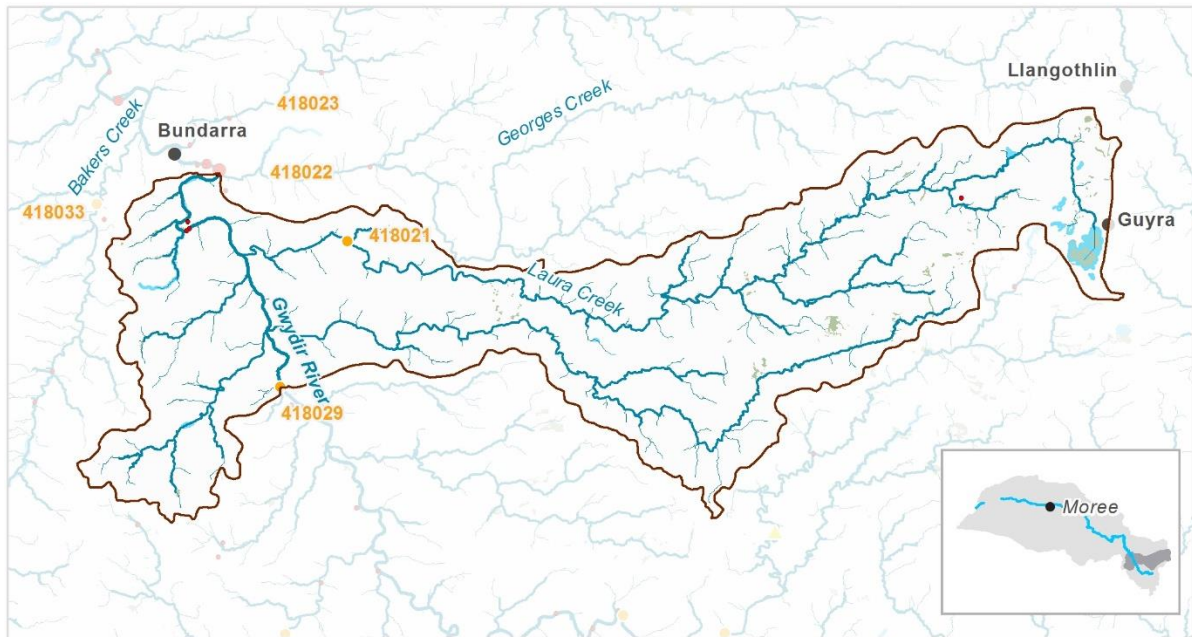 Llangothlin
418023
Georges Creek
Bakers Creek
Bundarra
418022
418033
Guyra
418021
Laura Creek
Gwydir River
418029
Moree